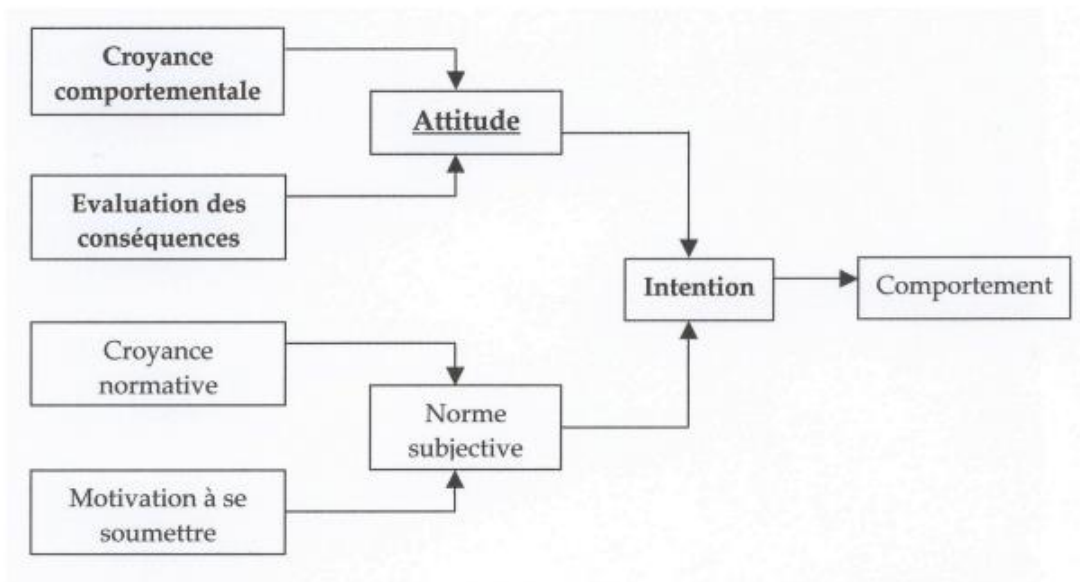 Croyance
comportementale
Attitude
Evaluation des
conséquences
Intention
Comportement
Croyance
normative
Norme
subjective
Motivation à se
soumettre